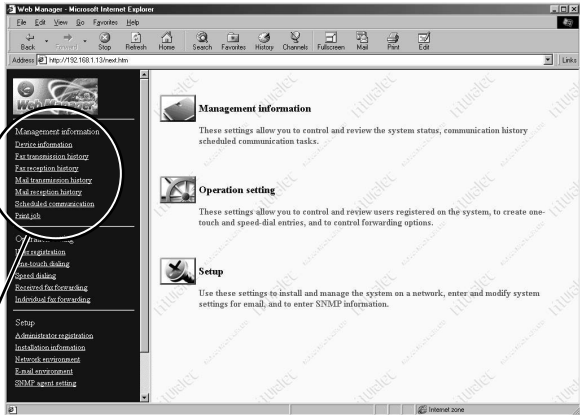 Web Manager - Microsoft Internet Explorer
File Edit View Go Favorites Help
Back Forward Stop Refresh Home Search Favorites History Channels Fullscreen Mail Print Edit
Address http://192.168.1.13/next.htm Links
Web Manager
Management information
Device information
Fax transmission history
Fax reception history
Mail transmission history
Mail reception history
Scheduled communication
Print job
User registration
One-touch dialing
Speed dialing
Received fax forwarding
Individual fax forwarding
Setup
Administrator registration
Installation information
Network environment
E-mail environment
SNMP agent setting
Management information
These settings allow you to control and review the system status, communication history
scheduled communication tasks.
Operation setting
These settings allow you to control and review users registered on the system, to create one-
touch and speed-dial entries, and to control forwarding options.
Setup
Use these settings to install and manage the system on a network, enter and modify system
settings for email, and to enter SNMP information.
Internet zone